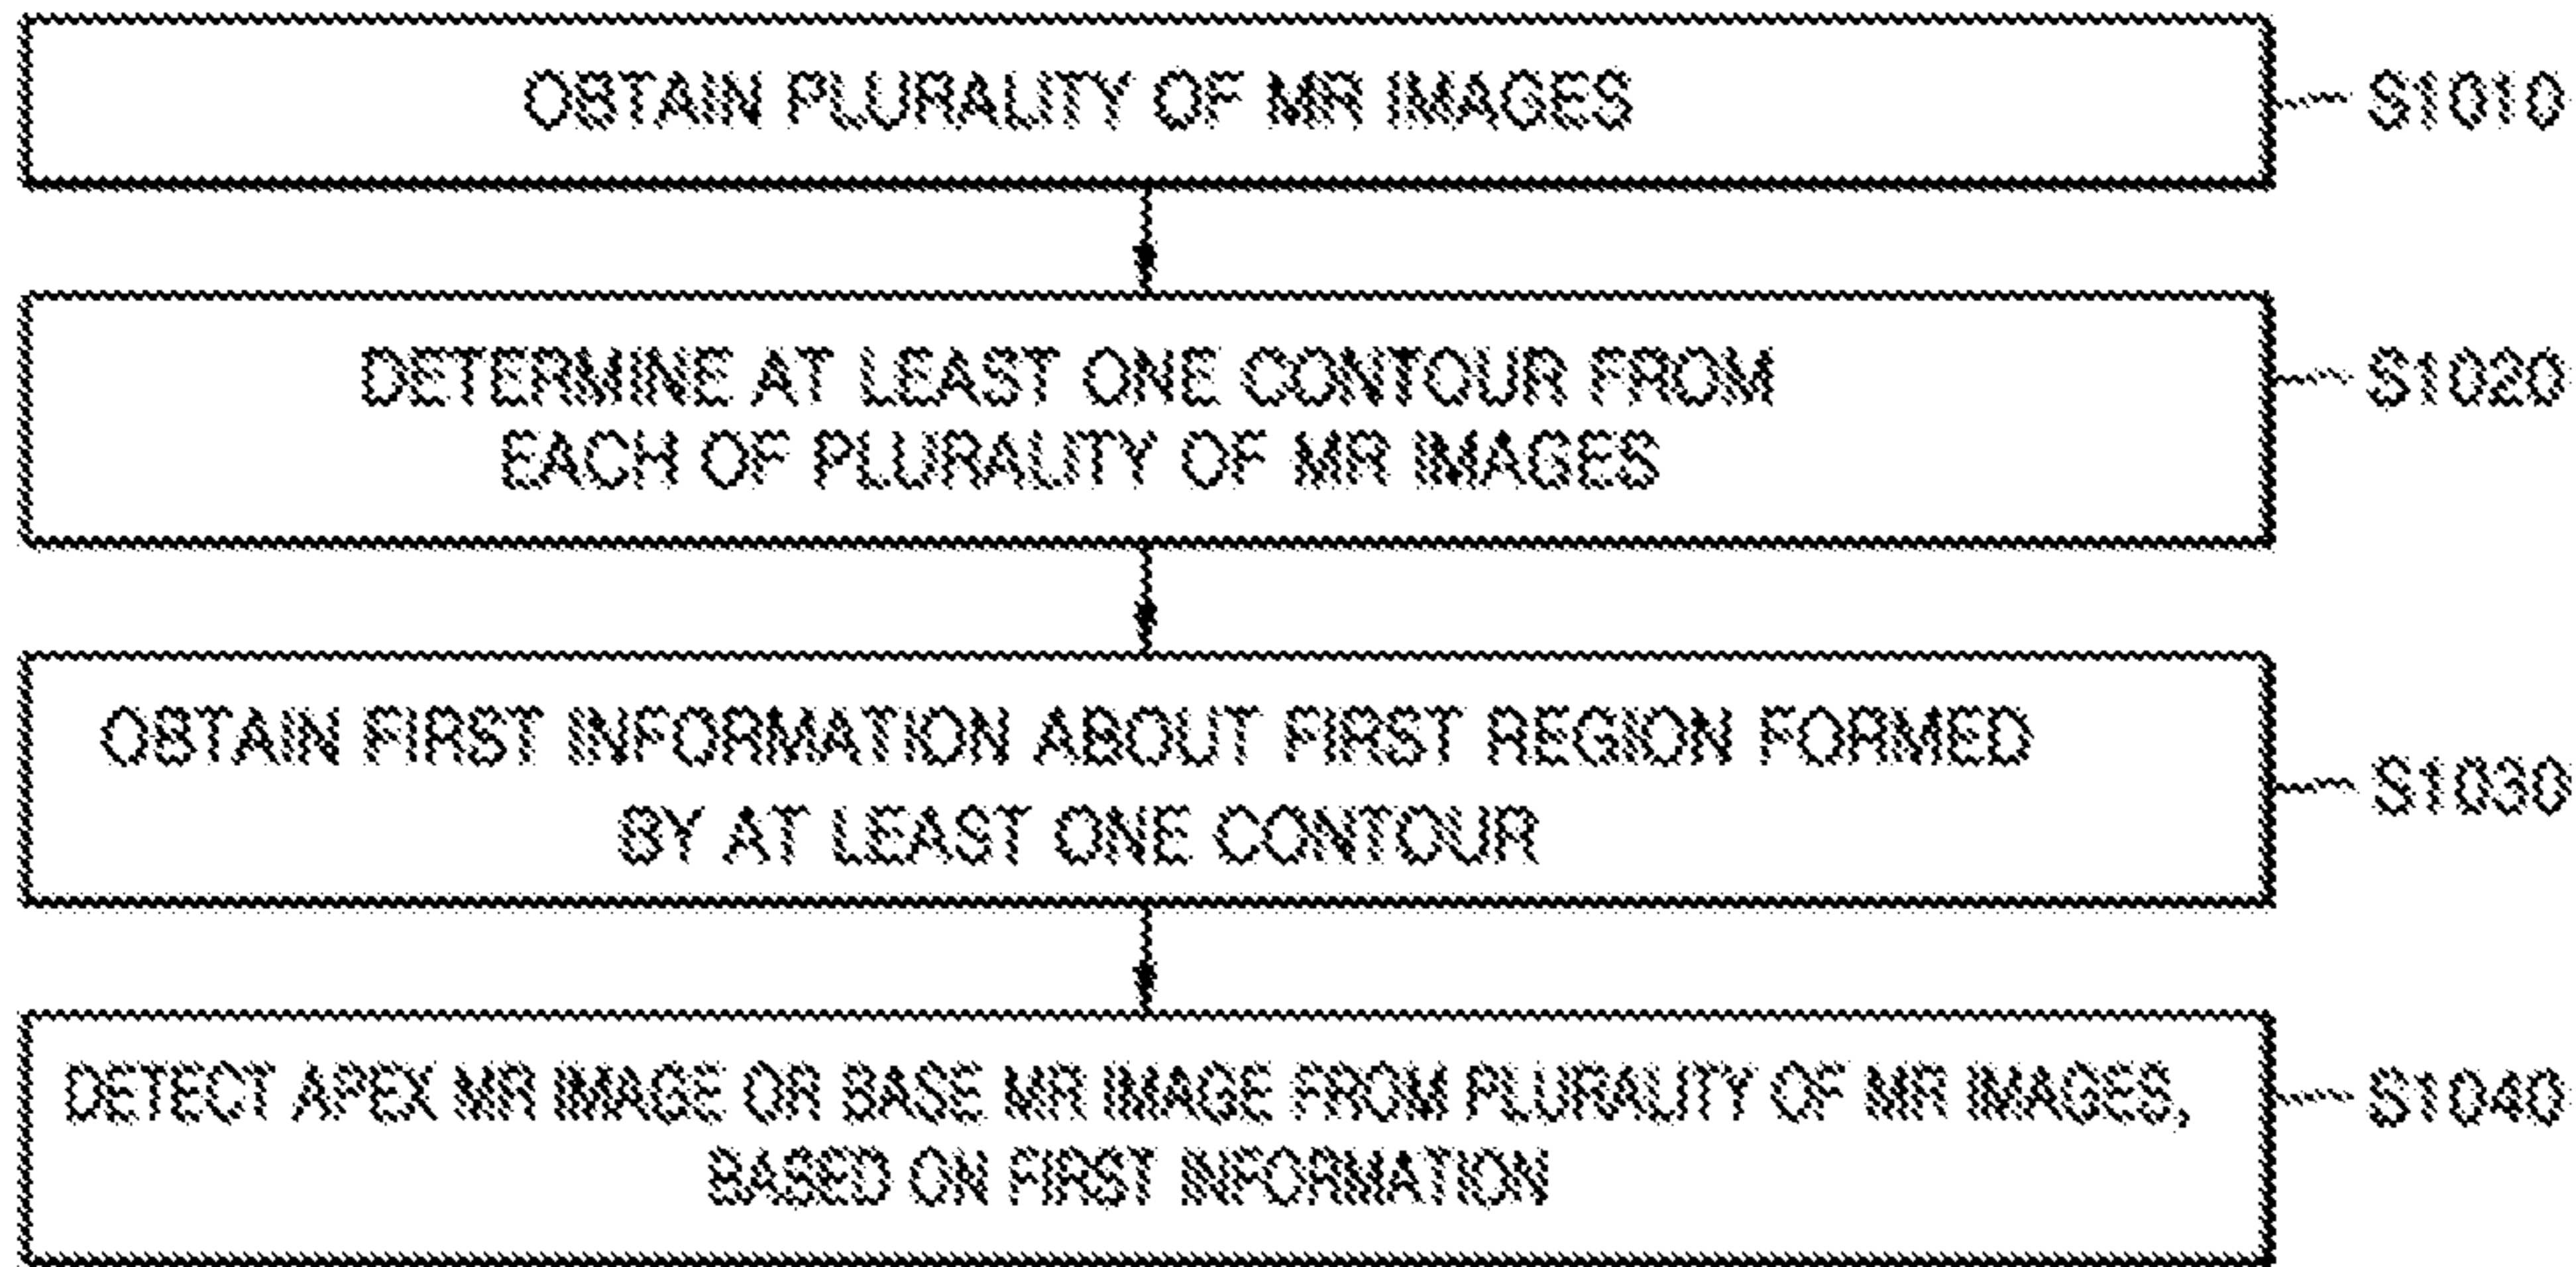 OBTAIN PLURALITY OF MR IMAGES
S1010
DETERMINE AT LEAST ONE CONTOUR FROM
EACH OF PLURALITY OF MR IMAGES
S1020
OBTAIN FIRST INFORMATION ABOUT FIRST REGION FORMED
BY AT LEAST ONE CONTOUR
S1030
DETECT APEX MR IMAGE OR BASE MR IMAGE FROM PLURALITY OF MR IMAGES,
BASED ON FIRST INFORMATION
S1040